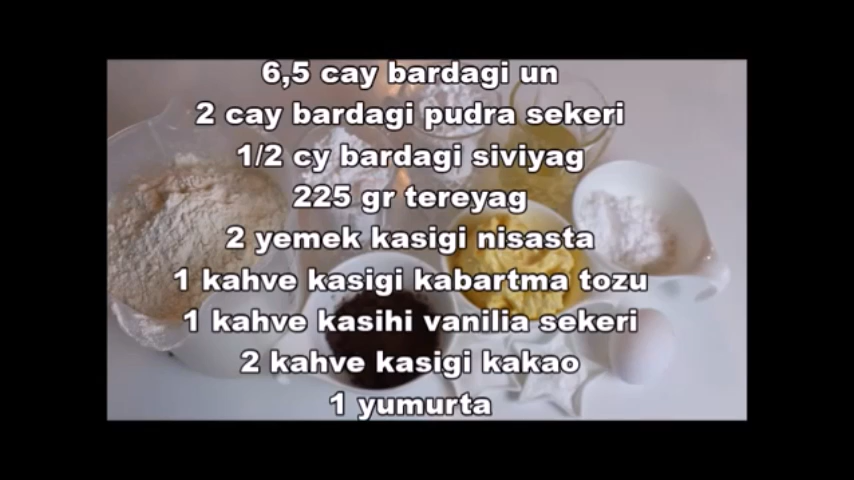 6,5 cay bardagi un
2 cay bardagi pudra sekeri
1/2 cy bardagi siviyag
225 gr tereyag
2 yemek kasigi nisasta
1 kahve kasigi kabartma tozu
1 kahve kasihi vanilia sekeri
2 kahve kasigi kakao
1 yumurta